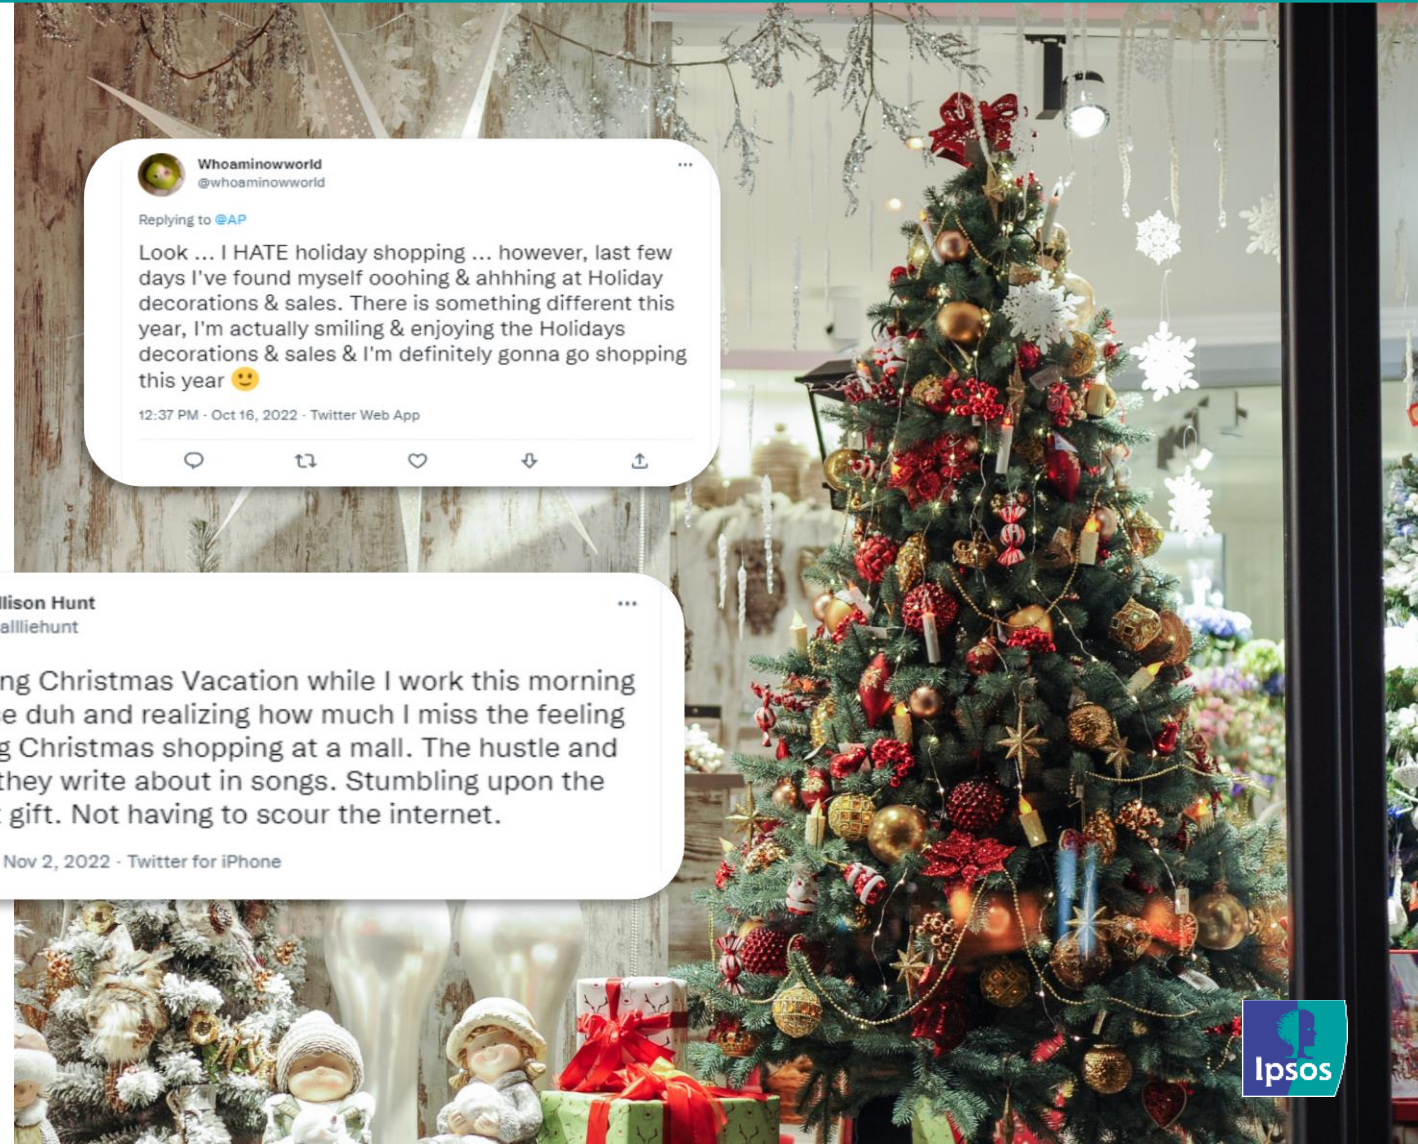 Whoaminowworld
@whoaminowworld
Replying to @AP
Look ... I HATE holiday shopping ... however, last few
days I've found myself ooohing & ahhhing at Holiday
decorations & sales. There is something different this
year, I'm actually smiling & enjoying the Holidays
decorations & sales & I'm definitely gonna go shopping
this year 🙂
12:37 PM · Oct 16, 2022 · Twitter Web App
llison Hunt
allliehunt
ng Christmas Vacation while I work this morning
e duh and realizing how much I miss the feeling
g Christmas shopping at a mall. The hustle and
they write about in songs. Stumbling upon the
gift. Not having to scour the internet.
Nov 2, 2022 · Twitter for iPhone
Ipsos